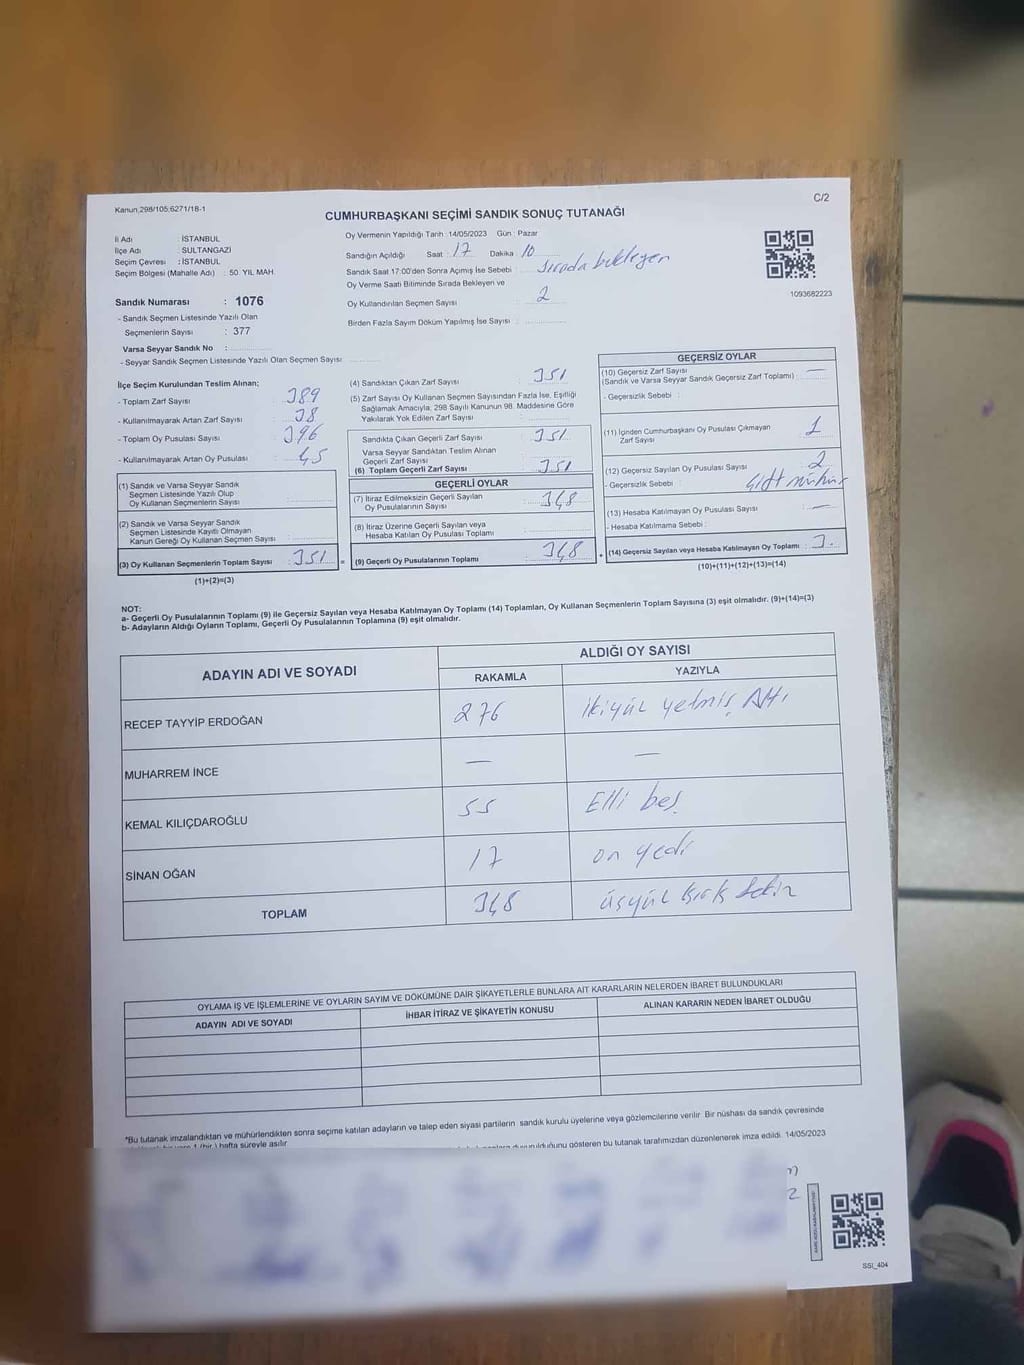 Kanun 298/105,6271/18-1
C/2
CUMHURBAŞKANI SEÇİMİ SANDIK SONUÇ TUTANAĞI
İl Adı : İSTANBUL
İlçe Adı : SULTANGAZİ
Seçim Çevresi : İSTANBUL
Seçim Bölgesi (Mahalle Adı) : 50. YIL MAH.
Sandık Numarası : 1076
- Sandık Seçmen Listesinde Yazılı Olan
Seçmenlerin Sayısı : 377
Varsa Seyyar Sandık No :
- Seyyar Sandık Seçmen Listesinde Yazılı Olan Seçmen Sayısı
Oy Vermenin Yapıldığı Tarih :14/05/2023 Gün : Pazar
Sandığın Açıldığı Saat : 17 Dakika : 10
Sandık Saat 17:00'den Sonra Açımış İse Sebebi : Sırada bekleyen
Oy Verme Saati Bitiminde Sırada Bekleyen ve
Oy Kullandırılan Seçmen Sayısı : 2
Birden Fazla Sayım Döküm Yapılmış İse Sayısı :
1093682223
İlçe Seçim Kurulundan Teslim Alınan;
- Toplam Zarf Sayısı : 389
- Kullanılmayarak Artan Zarf Sayısı : 38
- Toplam Oy Pusulası Sayısı : 396
- Kullanılmayarak Artan Oy Pusulası : 45
(1) Sandık ve Varsa Seyyar Sandık
Seçmen Listesinde Yazılı Olup
Oy Kullanan Seçmenlerin Sayısı :
(2) Sandık ve Varsa Seyyar Sandık
Seçmen Listesinde Kayıtlı Olmayan
Kanun Gereği Oy Kullanan Seçmen Sayısı :
(3) Oy Kullanan Seçmenlerin Toplam Sayısı : 351 =
(1)+(2)=(3)
(4) Sandıktan Çıkan Zarf Sayısı : 351
(5) Zarf Sayısı Oy Kullanan Seçmen Sayısından Fazla İse, Eşitliği
Sağlamak Amacıyla; 298 Sayılı Kanunun 98. Maddesine Göre
Yakılarak Yok Edilen Zarf Sayısı :
Sandıkta Çıkan Geçerli Zarf Sayısı : 351
Varsa Seyyar Sandıktan Teslim Alınan
Geçerli Zarf Sayısı :
(6) Toplam Geçerli Zarf Sayısı : 351
GEÇERLİ OYLAR
(7) İtiraz Edilmeksizin Geçerli Sayılan
Oy Pusulalarının Sayısı : 348
(8) İtiraz Üzerine Geçerli Sayılan veya
Hesaba Katılan Oy Pusulası Toplamı :
(9) Geçerli Oy Pusulalarının Toplamı : 348 +
GEÇERSİZ OYLAR
(10) Geçersiz Zarf Sayısı : —
(Sandık ve Varsa Seyyar Sandık Geçersiz Zarf Toplamı)
- Geçersizlik Sebebi :
(11) İçinden Cumhurbaşkanı Oy Pusulası Çıkmayan
Zarf Sayısı : 1
(12) Geçersiz Sayılan Oy Pusulası Sayısı : 2
- Geçersizlik Sebebi : Çift mühür
(13) Hesaba Katılmayan Oy Pusulası Sayısı : —
- Hesaba Katılmama Sebebi :
(14) Geçersiz Sayılan veya Hesaba Katılmayan Oy Toplamı : 3.
(10)+(11)+(12)+(13)=(14)
NOT:
a- Geçerli Oy Pusulalarının Toplamı (9) ile Geçersiz Sayılan veya Hesaba Katılmayan Oy Toplamı (14) Toplamları, Oy Kullanan Seçmenlerin Toplam Sayısına (3) eşit olmalıdır. (9)+(14)=(3)
b- Adayların Aldığı Oyların Toplamı, Geçerli Oy Pusulalarının Toplamına (9) eşit olmalıdır.
ADAYIN ADI VE SOYADI
ALDIĞI OY SAYISI
RAKAMLA YAZIYLA
RECEP TAYYİP ERDOĞAN 276 İkiyüz yetmiş Altı
MUHARREM İNCE — —
KEMAL KILIÇDAROĞLU 55 Elli beş
SİNAN OĞAN 17 on yedi
TOPLAM 348 üçyüz kırk Sekiz
OYLAMA İŞ VE İŞLEMLERİNE VE OYLARIN SAYIM VE DÖKÜMÜNE DAİR ŞİKAYETLERLE BUNLARA AİT KARARLARIN NELERDEN İBARET BULUNDUKLARI
ADAYIN ADI VE SOYADI İHBAR İTİRAZ VE ŞİKAYETİN KONUSU ALINAN KARARIN NEDEN İBARET OLDUĞU
*Bu tutanak imzalandıktan ve mühürlendikten sonra seçime katılan adayların ve talep eden siyasi partilerin sandık kurulu üyelerine veya gözlemcilerine verilir. Bir nüshası da sandık çevresinde
1 (bir ) hafta süreyle asılır.
gösteren bu tutanak tarafımızdan düzenlenerek imza edildi. 14/05/2023
SSI_404